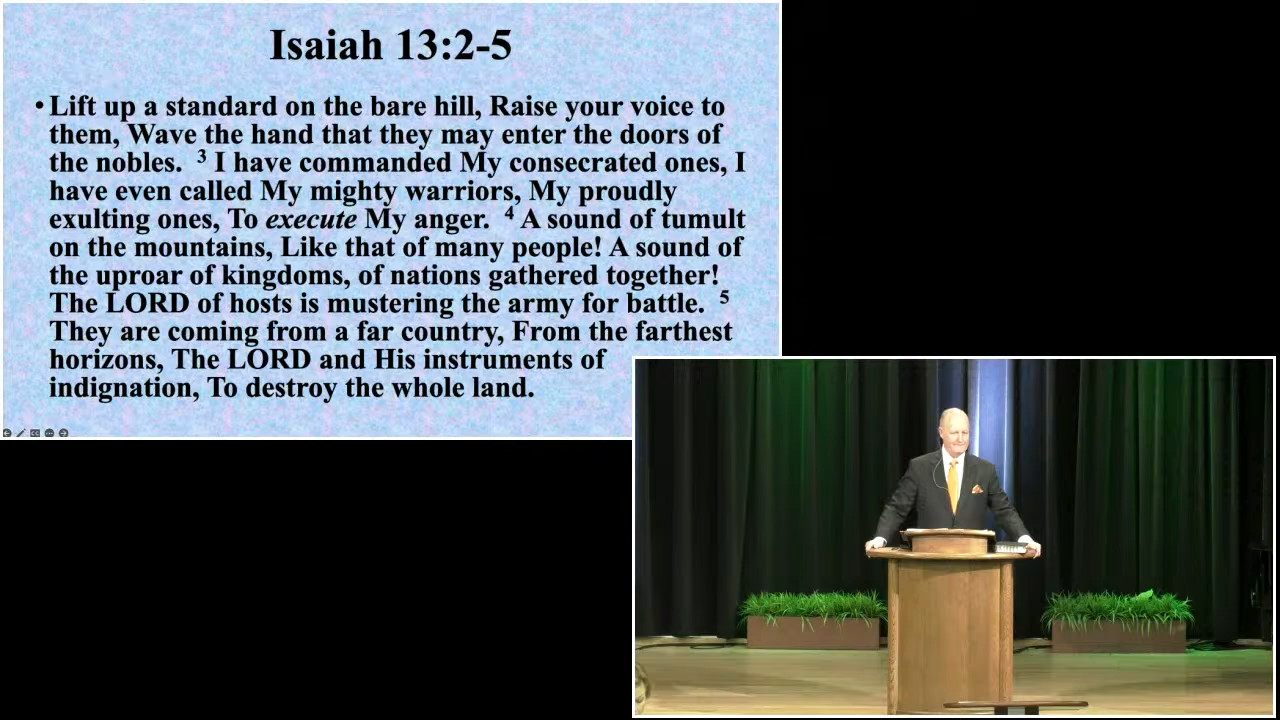 Isaiah 13:2-5
• Lift up a standard on the bare hill, Raise your voice to
them, Wave the hand that they may enter the doors of
the nobles. 3 I have commanded My consecrated ones, I
have even called My mighty warriors, My proudly
exulting ones, To execute My anger. 4 A sound of tumult
on the mountains, Like that of many people! A sound of
the uproar of kingdoms, of nations gathered together!
The LORD of hosts is mustering the army for battle. 5
They are coming from a far country, From the farthest
horizons, The LORD and His instruments of
indignation, To destroy the whole land.